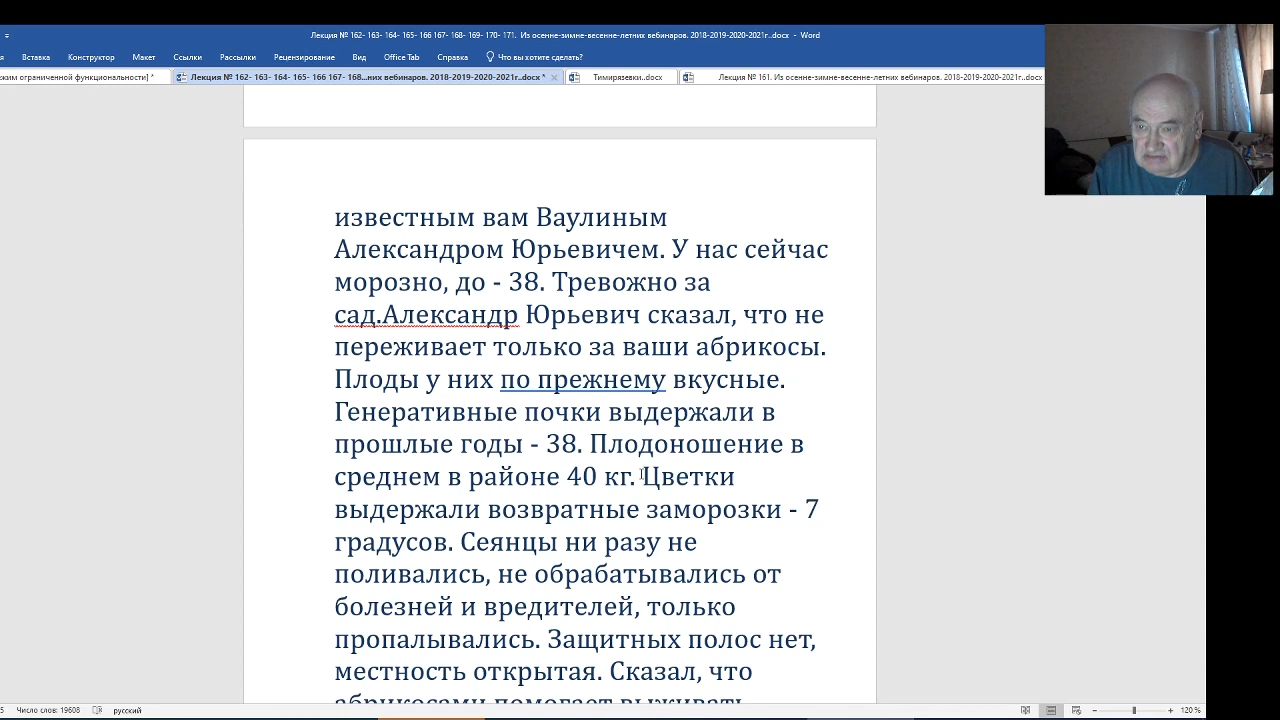 Лекция № 162- 163- 164- 165- 166 167- 168- 169- 170- 171. Из осенне-зимне-весенне-летних вебинаров. 2018-2019-2020-2021г..docx - Word
Вставка Конструктор Макет Ссылки Рассылки Рецензирование Вид Office Tab Справка Что вы хотите сделать?
жим ограниченной функциональности] * Лекция № 162- 163- 164- 165- 166 167- 168...них вебинаров. 2018-2019-2020-2021г..docx * Тимирязевки..docx Лекция № 161. Из осенне-зимне-весенне-летних вебинаров. 2018-2019-2020-2021г..docx
известным вам Ваулиным
Александром Юрьевичем. У нас сейчас
морозно, до - 38. Тревожно за
сад.Александр Юрьевич сказал, что не
переживает только за ваши абрикосы.
Плоды у них по прежнему вкусные.
Генеративные почки выдержали в
прошлые годы - 38. Плодоношение в
среднем в районе 40 кг. Цветки
выдержали возвратные заморозки - 7
градусов. Сеянцы ни разу не
поливались, не обрабатывались от
болезней и вредителей, только
пропалывались. Защитных полос нет,
местность открытая. Сказал, что
абрикосами помогает выживать
5 Число слов: 19608 русский 120 %